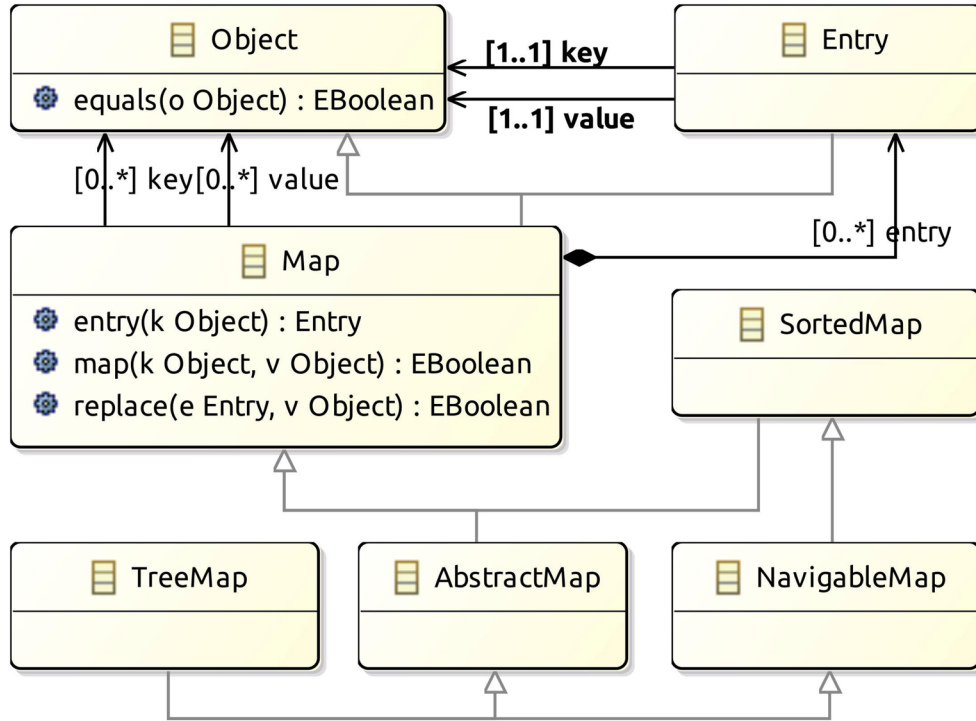 Object
equals(o Object) : EBoolean
[1..1] key
[1..1] value
Entry
[0..*] key
[0..*] value
[0..*] entry
Map
entry(k Object) : Entry
map(k Object, v Object) : EBoolean
replace(e Entry, v Object) : EBoolean
SortedMap
TreeMap
AbstractMap
NavigableMap